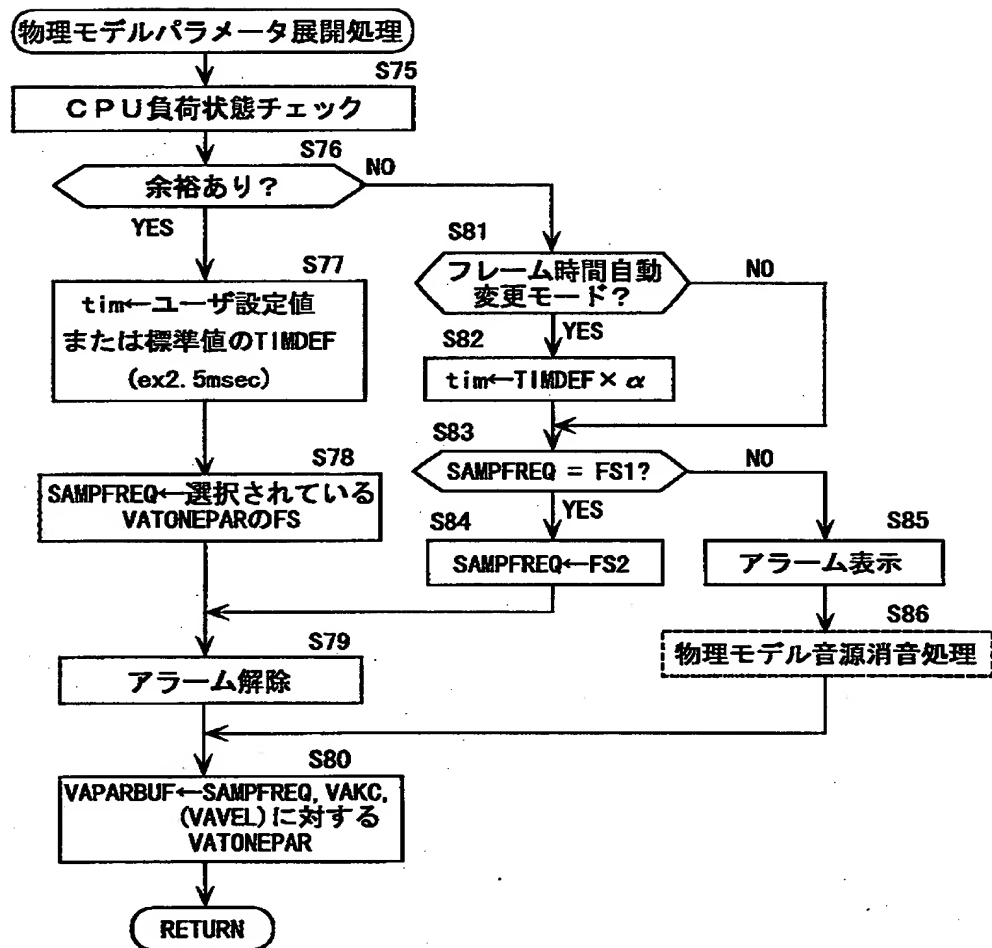 物理モデルパラメータ展開処理
S75
CPU負荷状態チェック
S76
余裕あり?
NO
YES
S77
tim←ユーザ設定値
または標準値のTIMDEF
(ex2.5msec)
S78
SAMPFREQ←選択されている
VATONEPARのFS
S81
フレーム時間自動
変更モード?
NO
YES
S82
tim←TIMDEF×α
S83
SAMPFREQ = FS1?
NO
YES
S84
SAMPFREQ←FS2
S85
アラーム表示
S86
物理モデル音源消音処理
S79
アラーム解除
S80
VAPARBUF←SAMPFREQ, VAKC,
(VAVEL)に対する
VATONEPAR
RETURN